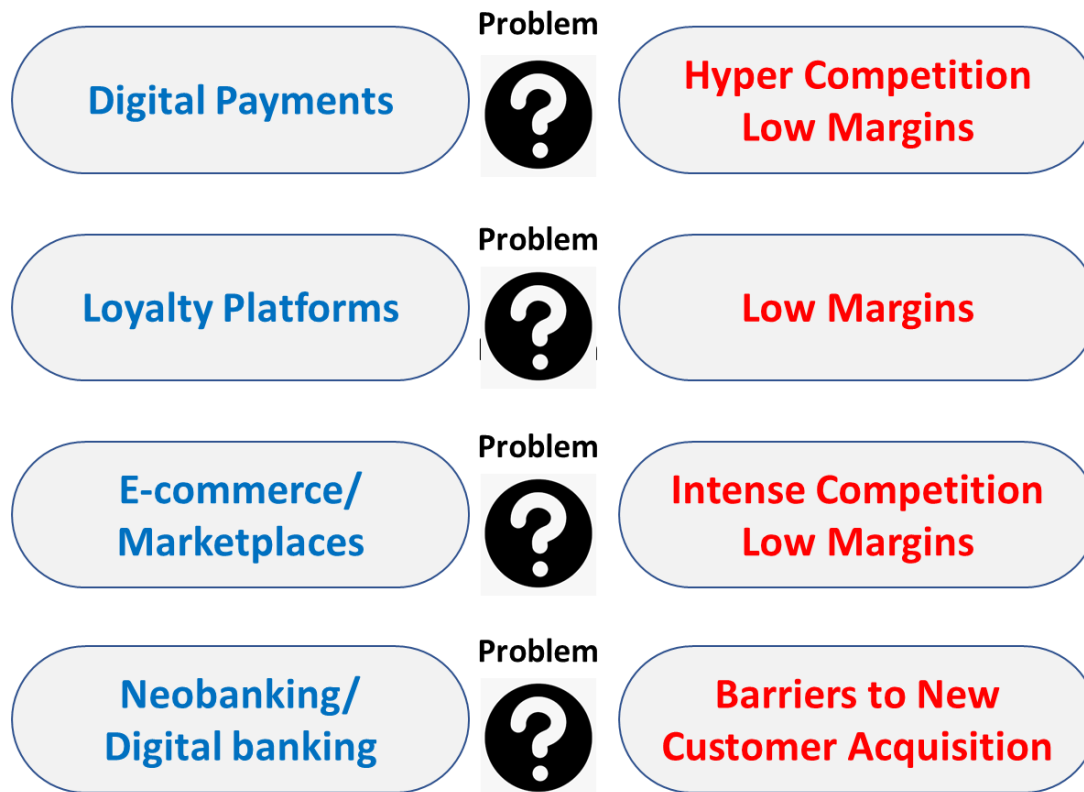 Problem
Digital Payments
Hyper Competition
Low Margins
Problem
Loyalty Platforms
Low Margins
Problem
E-commerce/
Marketplaces
Intense Competition
Low Margins
Problem
Neobanking/
Digital banking
Barriers to New
Customer Acquisition